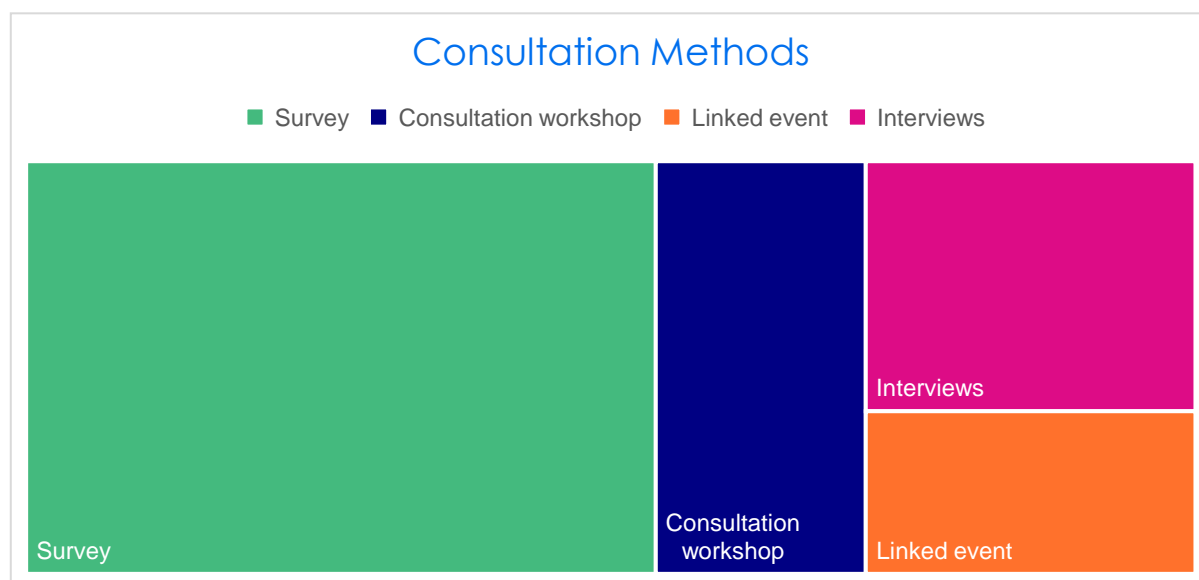 Consultation Methods
Survey Consultation workshop Linked event Interviews
Interviews
Consultation
workshop
Survey
Linked event